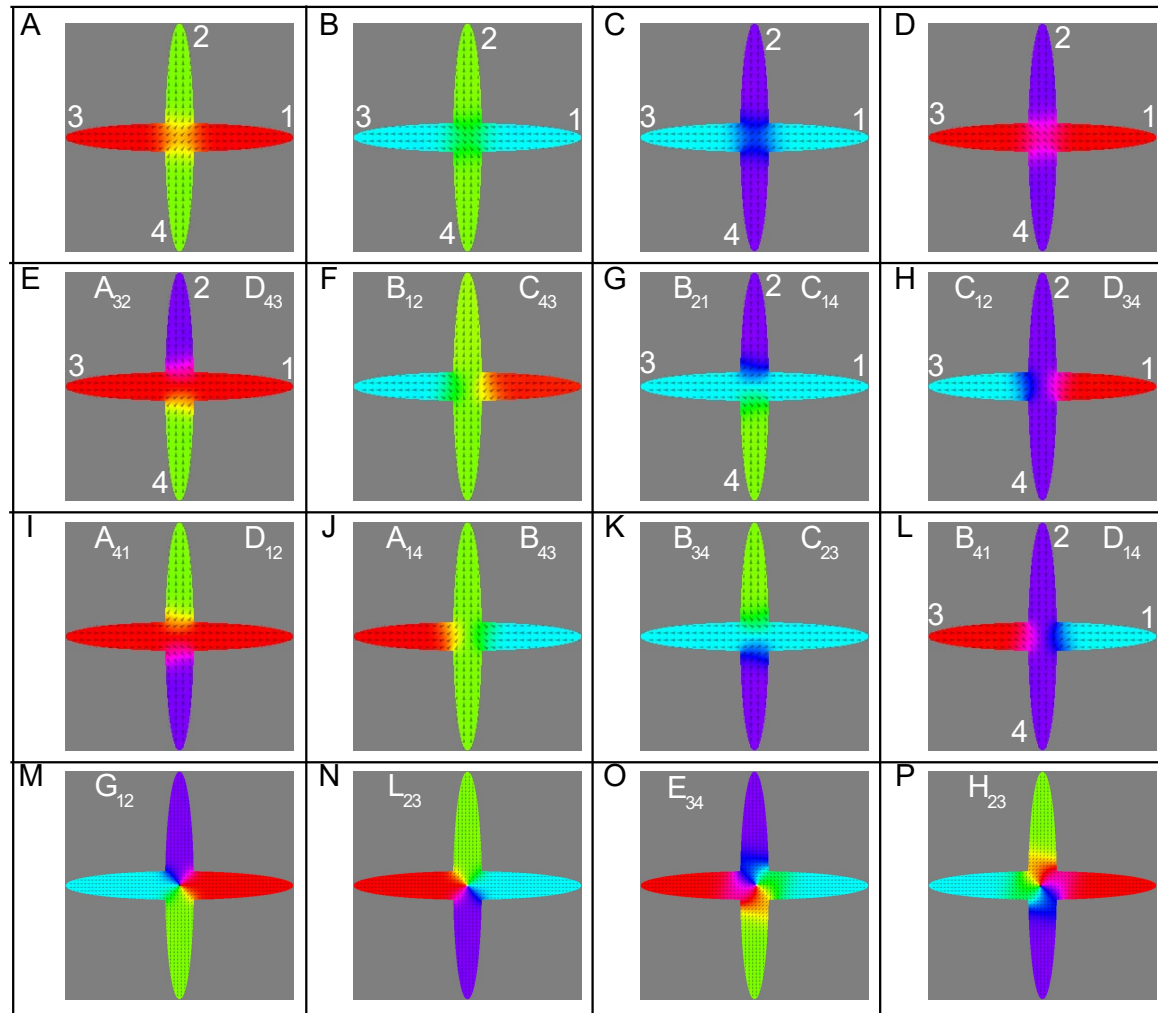 A 2 3 1 4
B 2 3 1 4
C 2 3 1 4
D 2 3 1 4
E A32 2 D43 3 1 4
F B12 C43
G B21 2 C14 3 1 4
H C12 2 D34 3 1 4
I A41 D12
J A14 B43
K B34 C23
L B41 2 D14 3 1 4
M G12
N L23
O E34
P H23